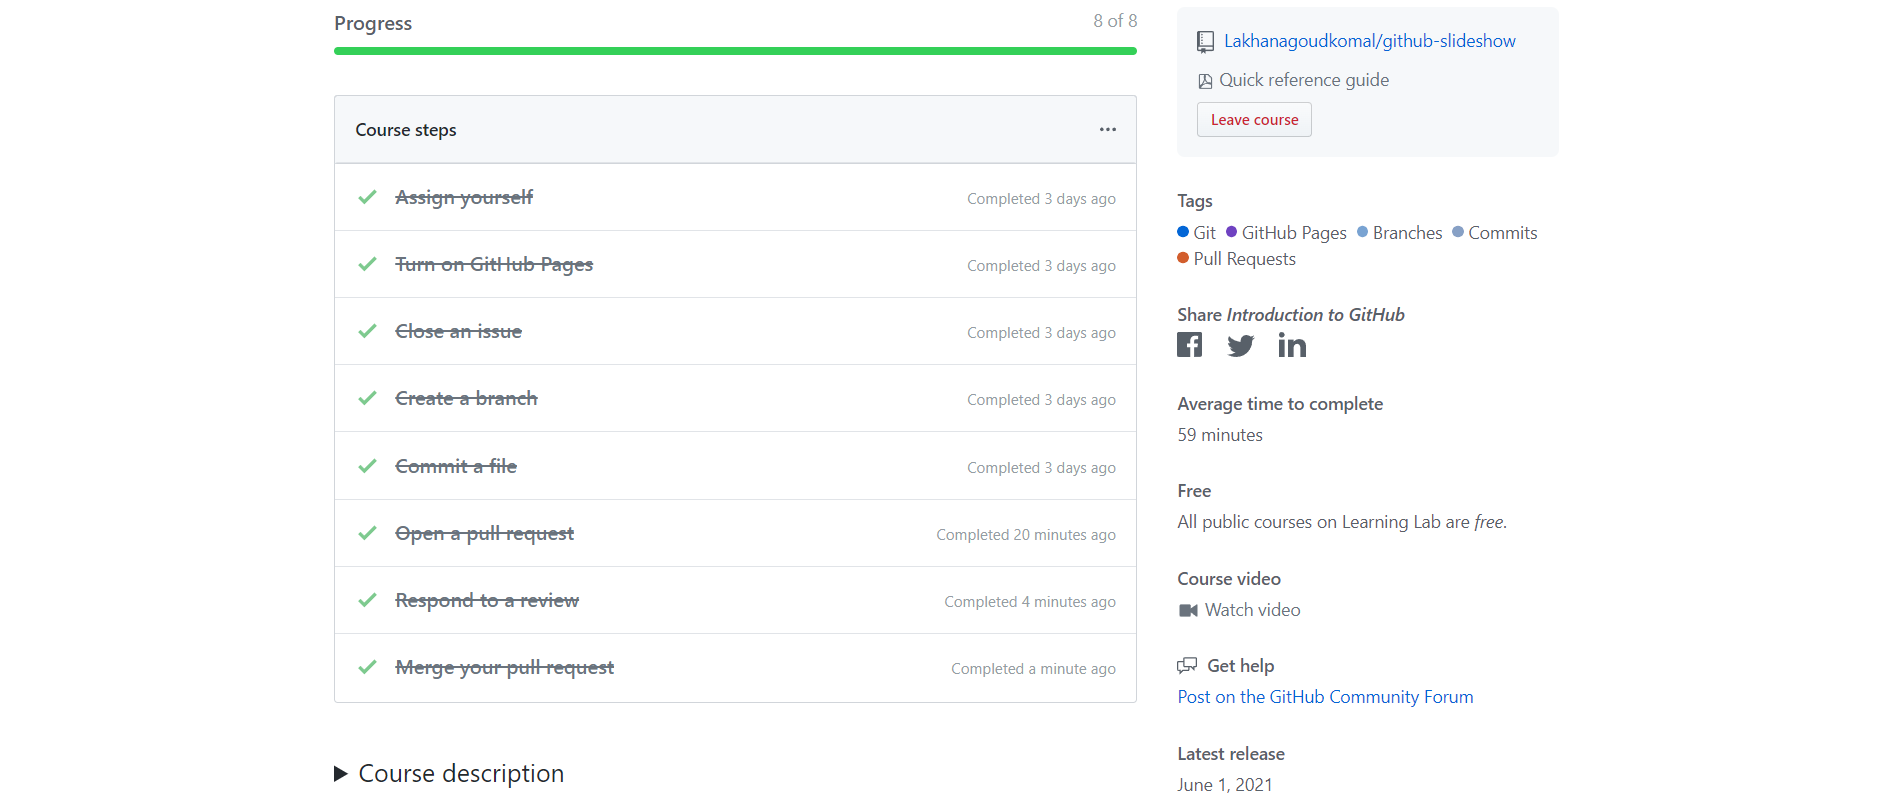 Progress
8 of 8
Course steps
Assign yourself
Completed 3 days ago
Turn on GitHub Pages
Completed 3 days ago
Close an issue
Completed 3 days ago
Create a branch
Completed 3 days ago
Commit a file
Completed 3 days ago
Open a pull request
Completed 20 minutes ago
Respond to a review
Completed 4 minutes ago
Merge your pull request
Completed a minute ago
Course description
Lakhanagoudkomal/github-slideshow
Quick reference guide
Leave course
Tags
Git GitHub Pages Branches Commits
Pull Requests
Share Introduction to GitHub
Average time to complete
59 minutes
Free
All public courses on Learning Lab are free.
Course video
Watch video
Get help
Post on the GitHub Community Forum
Latest release
June 1, 2021